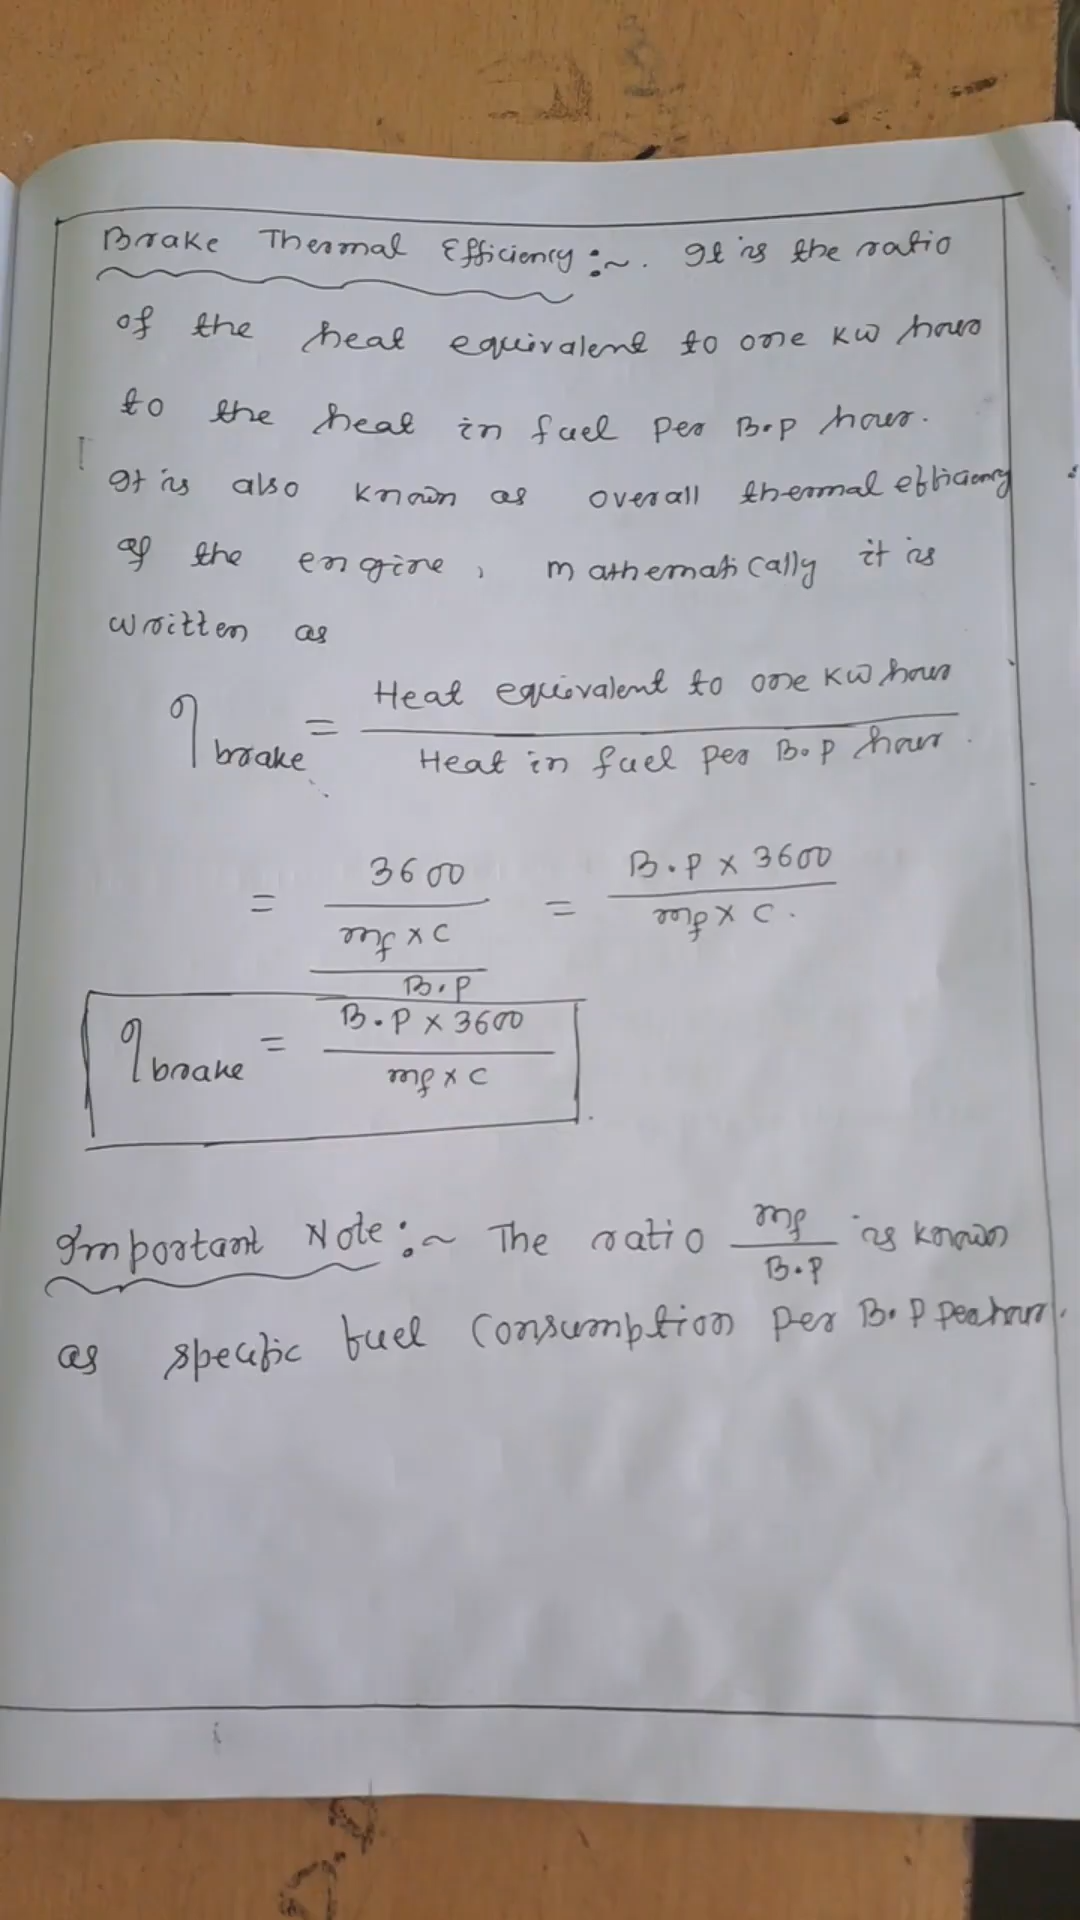 Brake Thermal Efficiency :~. It is the ratio
of the heat equivalent to one KW hour
to the heat in fuel per B.P hour.
It is also known as overall thermal efficiency
of the engine, mathematically it is
written as
η brake = Heat equivalent to one KW hour / Heat in fuel per B.P hour.
= 3600 / (mf × C / B.P) = B.P × 3600 / mf × C.
η brake = B.P × 3600 / mf × C
Important Note :~ The ratio mf / B.P is known
as specific fuel Consumption per B.P per hour.